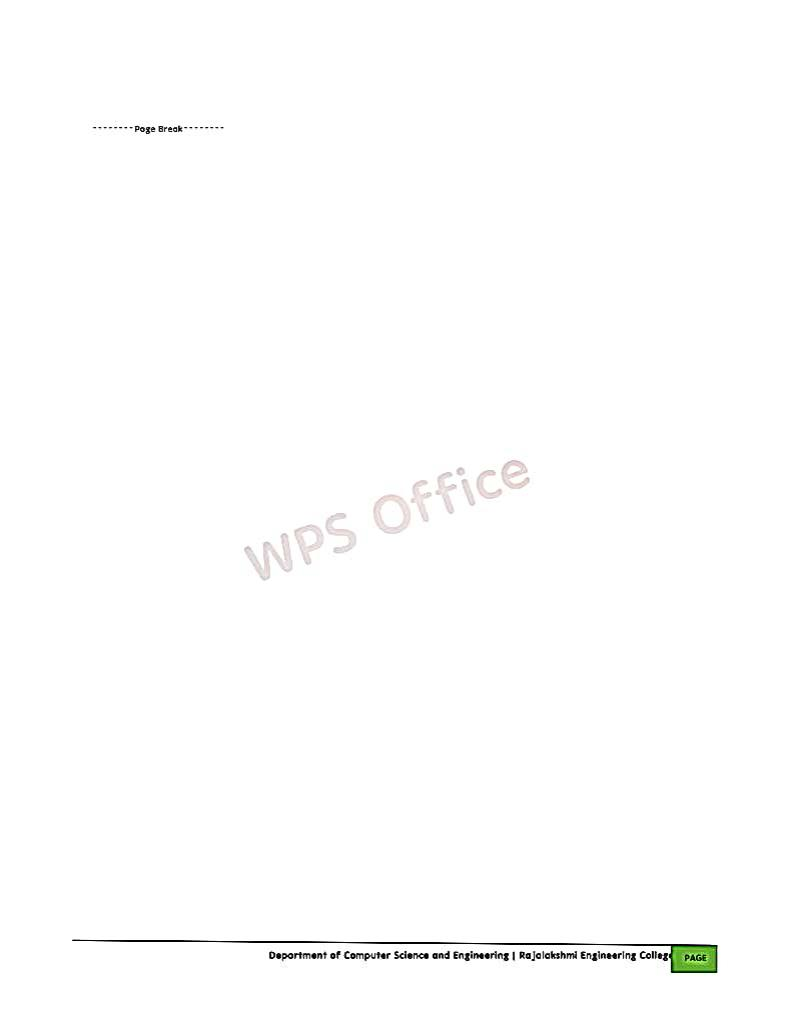 --------Page Break--------
WPS Office
Department of Computer Science and Engineering | Rajalakshmi Engineering College
PAGE